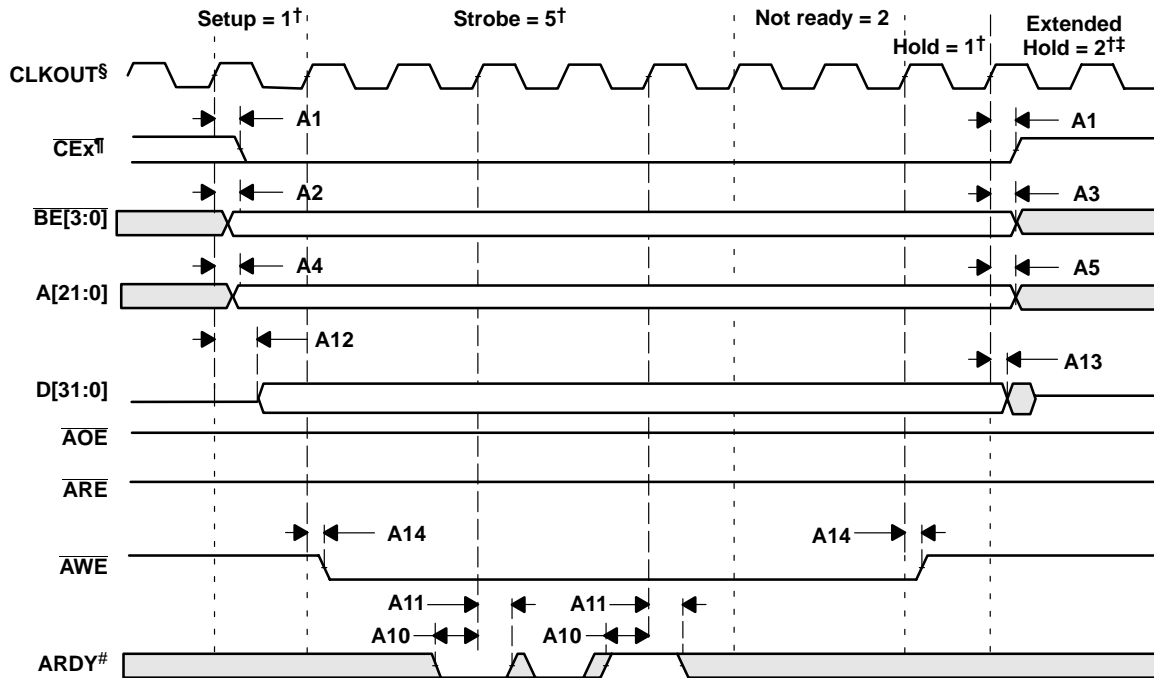 Setup = 1† Strobe = 5† Not ready = 2 Extended
Hold = 1† Hold = 2†‡
CLKOUT§
A1 A1
CEx¶
A2 A3
BE[3:0]
A4 A5
A[21:0]
A12
A13
D[31:0]
AOE
ARE
A14 A14
AWE
A11 A11
A10 A10
ARDY#